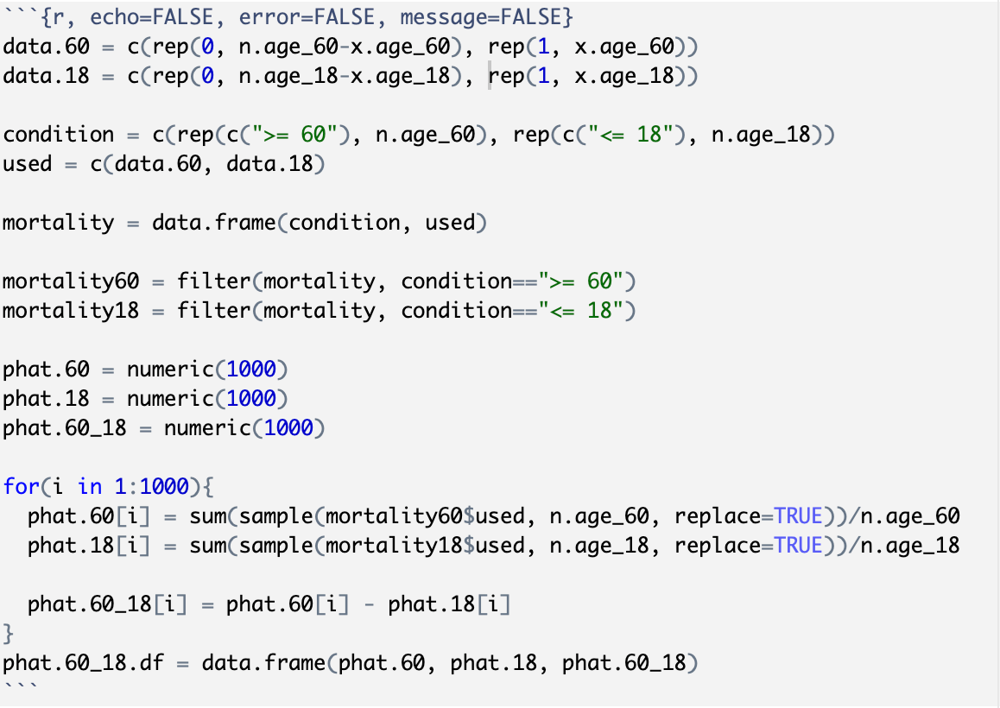 ```{r, echo=FALSE, error=FALSE, message=FALSE}
data.60 = c(rep(0, n.age_60-x.age_60), rep(1, x.age_60))
data.18 = c(rep(0, n.age_18-x.age_18), rep(1, x.age_18))

condition = c(rep(c(">= 60"), n.age_60), rep(c("<= 18"), n.age_18))
used = c(data.60, data.18)

mortality = data.frame(condition, used)

mortality60 = filter(mortality, condition==">= 60")
mortality18 = filter(mortality, condition=="<= 18")

phat.60 = numeric(1000)
phat.18 = numeric(1000)
phat.60_18 = numeric(1000)

for(i in 1:1000){
  phat.60[i] = sum(sample(mortality60$used, n.age_60, replace=TRUE))/n.age_60
  phat.18[i] = sum(sample(mortality18$used, n.age_18, replace=TRUE))/n.age_18

  phat.60_18[i] = phat.60[i] - phat.18[i]
}
phat.60_18.df = data.frame(phat.60, phat.18, phat.60_18)
```